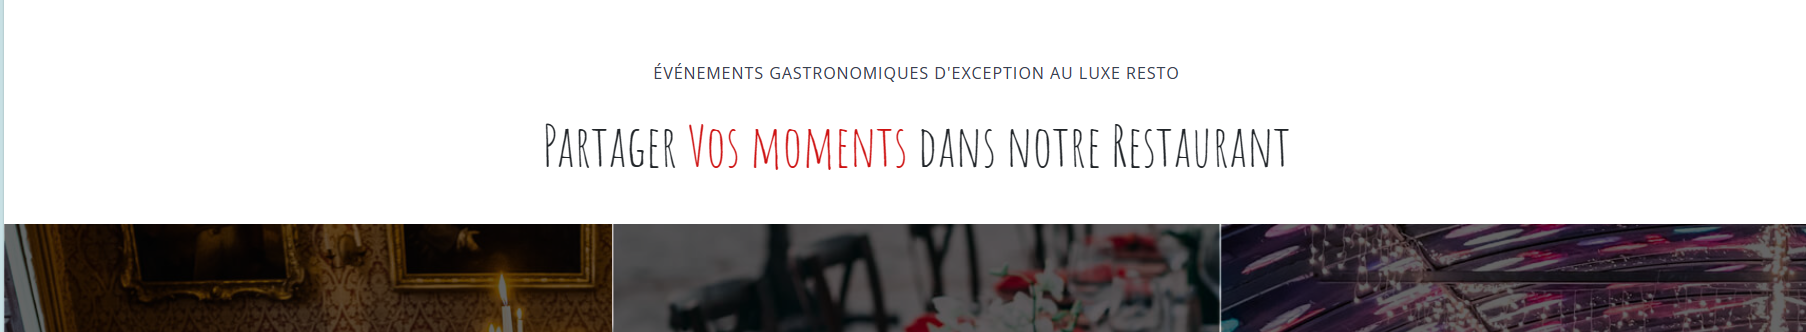 ÉVÉNEMENTS GASTRONOMIQUES D'EXCEPTION AU LUXE RESTO
Partager Vos moments dans notre Restaurant